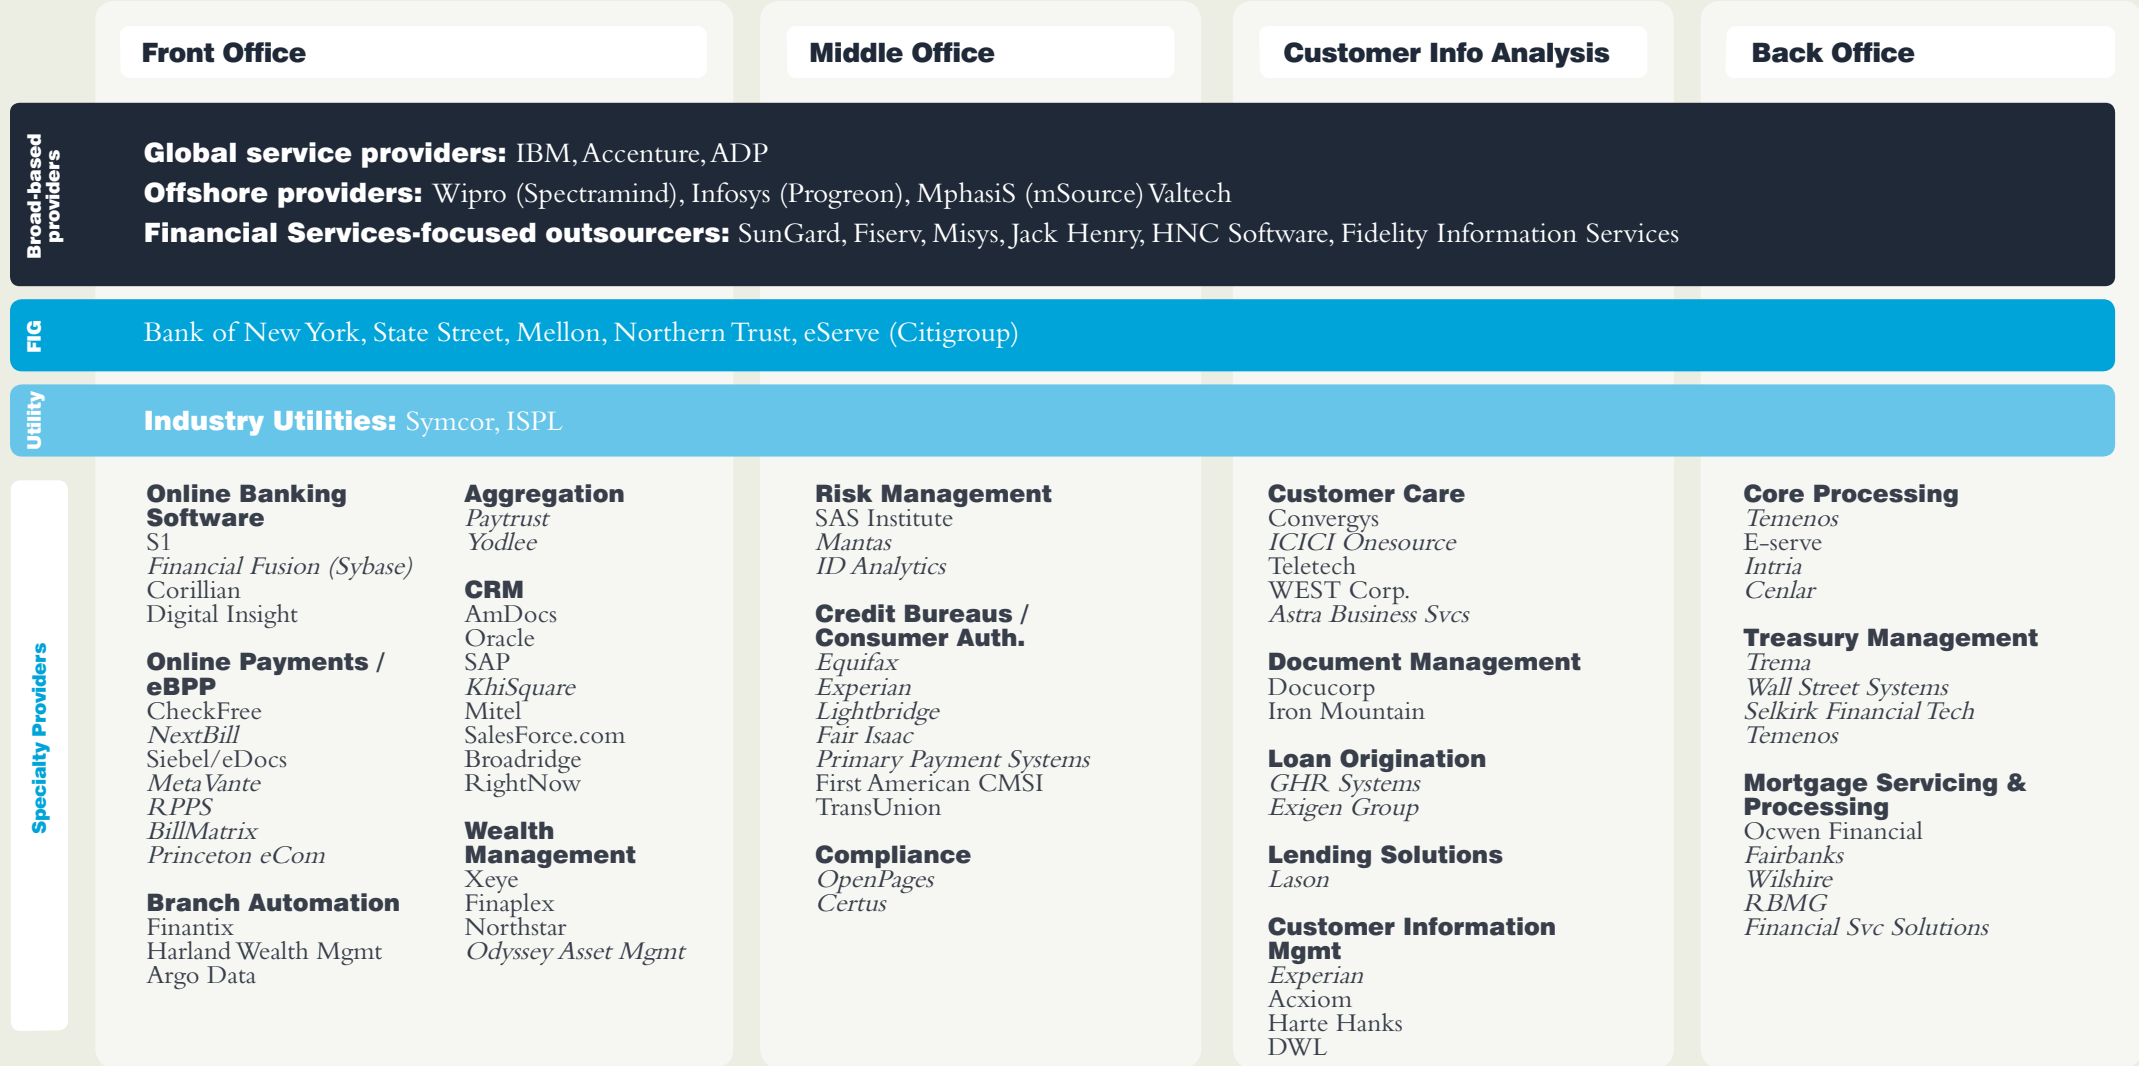 Front Office
Middle Office
Customer Info Analysis
Back Office
Broad-based
providers
Global service providers: IBM, Accenture, ADP
Offshore providers: Wipro (Spectramind), Infosys (Progreon), MphasiS (mSource) Valtech
Financial Services-focused outsourcers: SunGard, Fiserv, Misys, Jack Henry, HNC Software, Fidelity Information Services
FIG
Bank of New York, State Street, Mellon, Northern Trust, eServe (Citigroup)
Utility
Industry Utilities: Symcor, ISPL
Specialty Providers
Online Banking
Software
S1
Financial Fusion (Sybase)
Corillian
Digital Insight
Online Payments /
eBPP
CheckFree
NextBill
Siebel/eDocs
MetaVante
RPPS
BillMatrix
Princeton eCom
Branch Automation
Finantix
Harland Wealth Mgmt
Argo Data
Aggregation
Paytrust
Yodlee
CRM
AmDocs
Oracle
SAP
KhiSquare
Mitel
SalesForce.com
Broadridge
RightNow
Wealth
Management
Xeye
Finaplex
Northstar
Odyssey Asset Mgmt
Risk Management
SAS Institute
Mantas
ID Analytics
Credit Bureaus /
Consumer Auth.
Equifax
Experian
Lightbridge
Fair Isaac
Primary Payment Systems
First American CMSI
TransUnion
Compliance
OpenPages
Certus
Customer Care
Convergys
ICICI Onesource
Teletech
WEST Corp.
Astra Business Svcs
Document Management
Docucorp
Iron Mountain
Loan Origination
GHR Systems
Exigen Group
Lending Solutions
Lason
Customer Information
Mgmt
Experian
Acxiom
Harte Hanks
DWL
Core Processing
Temenos
E-serve
Intria
Cenlar
Treasury Management
Trema
Wall Street Systems
Selkirk Financial Tech
Temenos
Mortgage Servicing &
Processing
Ocwen Financial
Fairbanks
Wilshire
RBMG
Financial Svc Solutions